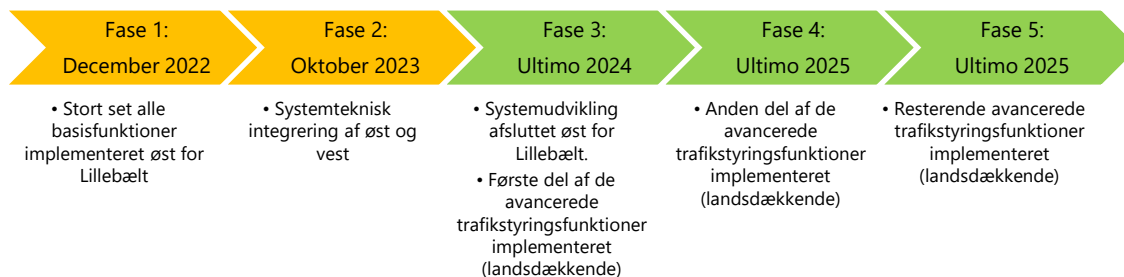 Fase 1:
December 2022
• Stort set alle
basisfunktioner
implementeret øst for
Lillebælt
Fase 2:
Oktober 2023
• Systemteknisk
integrering af øst og
vest
Fase 3:
Ultimo 2024
• Systemudvikling
afsluttet øst for
Lillebælt.
• Første del af de
avancerede
trafikstyringsfunktioner
implementeret
(landsdækkende)
Fase 4:
Ultimo 2025
• Anden del af de
avancerede
trafikstyringsfunktioner
implementeret
(landsdækkende)
Fase 5:
Ultimo 2025
• Resterende avancerede
trafikstyringsfunktioner
implementeret
(landsdækkende)